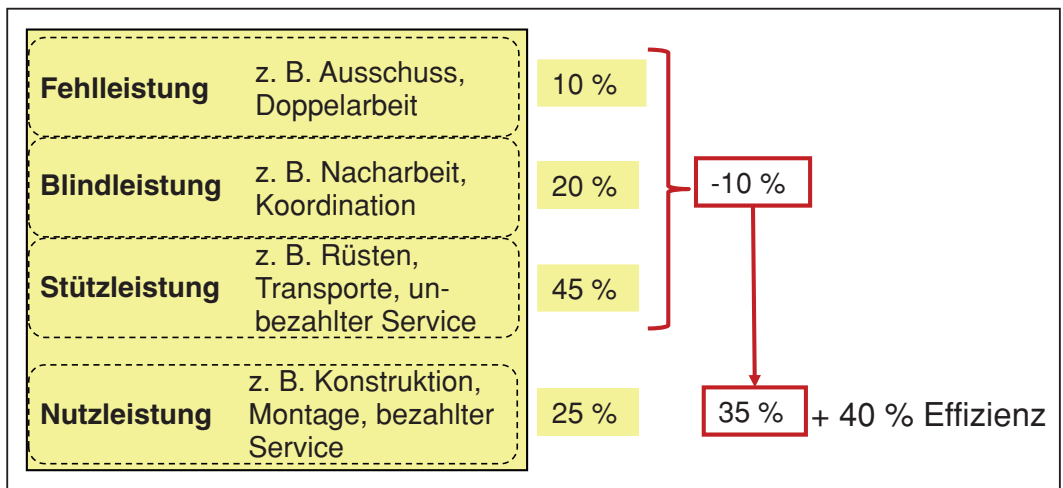 Fehlleistung
z. B. Ausschuss,
Doppelarbeit
10 %
Blindleistung
z. B. Nacharbeit,
Koordination
20 %
-10 %
Stützleistung
z. B. Rüsten,
Transporte, un-
bezahlter Service
45 %
Nutzleistung
z. B. Konstruktion,
Montage, bezahlter
Service
25 %
35 %
+ 40 % Effizienz